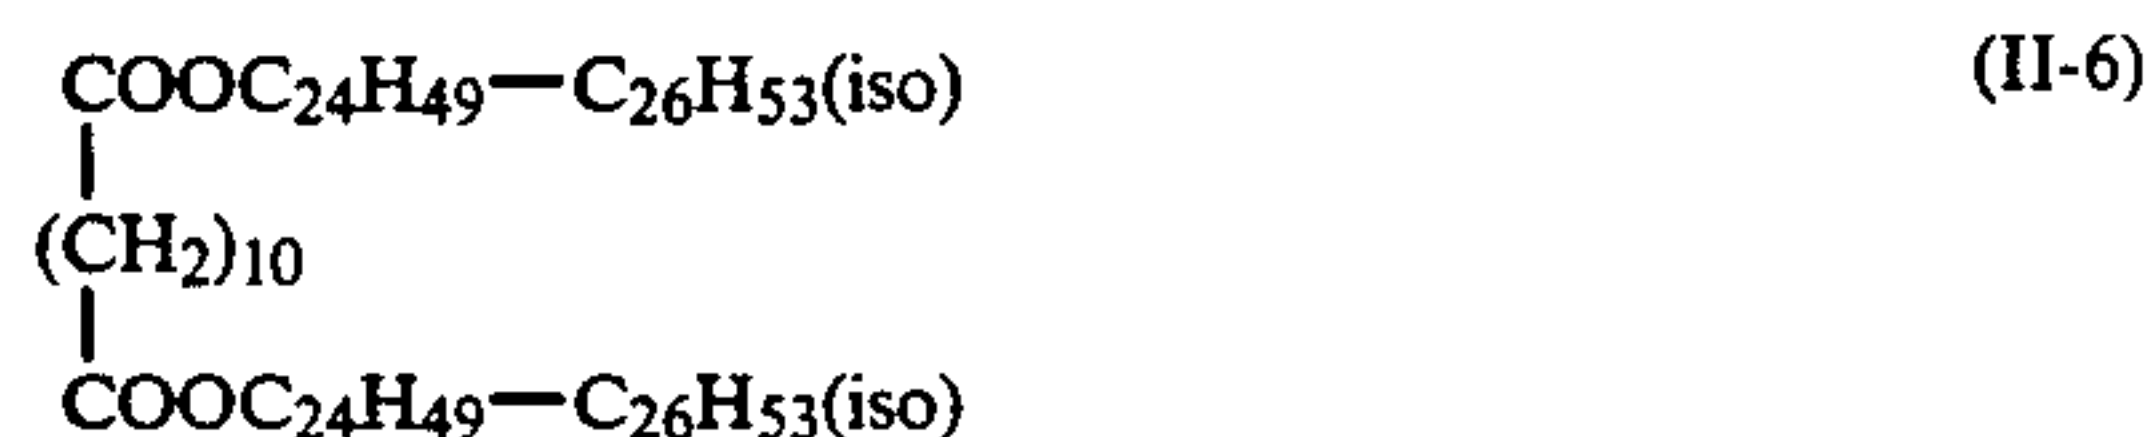 COOC24H49—C26H53(iso) (II-6)
(CH2)10
COOC24H49—C26H53(iso)